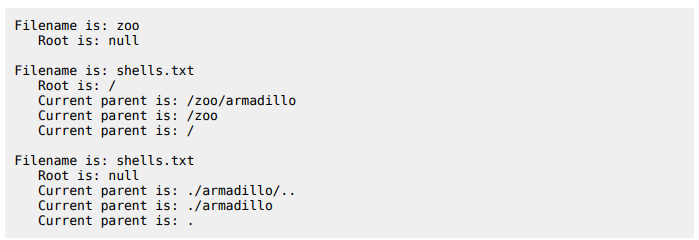 Filename is: zoo
   Root is: null

Filename is: shells.txt
   Root is: /
   Current parent is: /zoo/armadillo
   Current parent is: /zoo
   Current parent is: /

Filename is: shells.txt
   Root is: null
   Current parent is: ./armadillo/..
   Current parent is: ./armadillo
   Current parent is: .